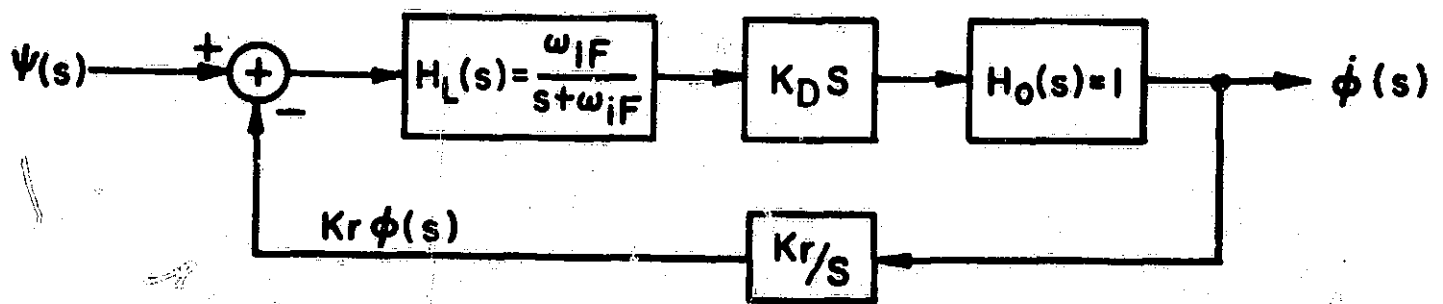 ψ(s)
+
+
−
H_L(s) = ω_iF / (s + ω_iF)
K_D S
H_O(s) = 1
φ̇(s)
Kr φ(s)
Kr/S